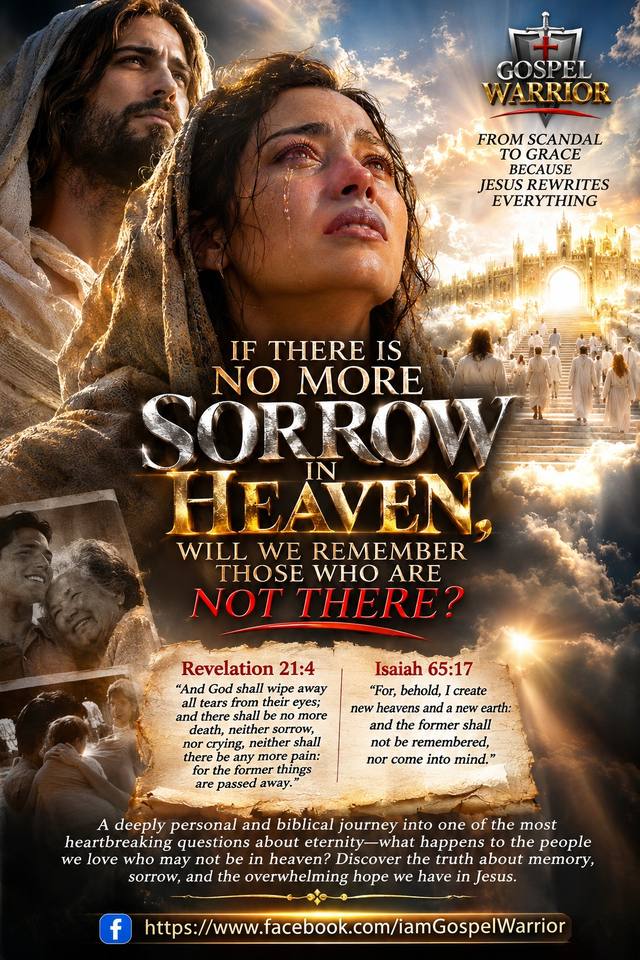 GOSPEL
WARRIOR
FROM SCANDAL
TO GRACE
BECAUSE
JESUS REWRITES
EVERYTHING
IF THERE IS
NO MORE
SORROW
IN
HEAVEN,
WILL WE REMEMBER
THOSE WHO ARE
NOT THERE?
Revelation 21:4
"And God shall wipe away
all tears from their eyes;
and there shall be no more
death, neither sorrow,
nor crying, neither shall
there be any more pain:
for the former things
are passed away."
Isaiah 65:17
"For, behold, I create
new heavens and a new earth:
and the former shall
not be remembered,
nor come into mind."
A deeply personal and biblical journey into one of the most
heartbreaking questions about eternity—what happens to the people
we love who may not be in heaven? Discover the truth about memory,
sorrow, and the overwhelming hope we have in Jesus.
f https://www.facebook.com/iamGospelWarrior